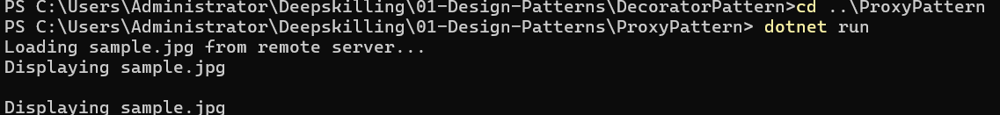 PS C:\Users\Administrator\Deepskilling\01-Design-Patterns\DecoratorPattern>cd ..\ProxyPattern
PS C:\Users\Administrator\Deepskilling\01-Design-Patterns\ProxyPattern> dotnet run
Loading sample.jpg from remote server...
Displaying sample.jpg
Displaying sample.jpg